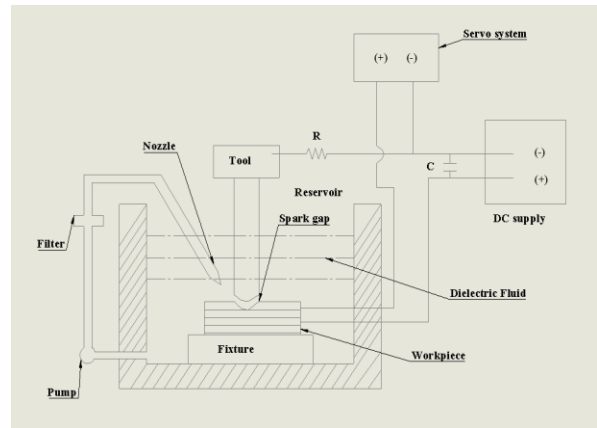 Servo system
(+) (-)
R
Nozzle
Tool
C
(-)
(+)
Reservoir
Spark gap
DC supply
Filter
Dielectric Fluid
Fixture
Workpiece
Pump